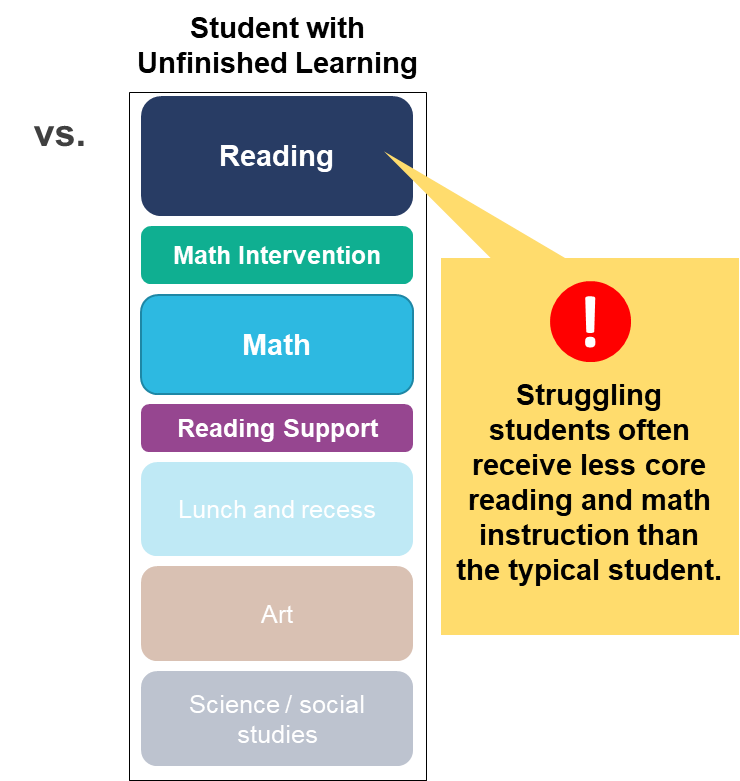 Student with
Unfinished Learning
vs.
Reading
Math Intervention
Math
Reading Support
Lunch and recess
Art
Science / social
studies
!
Struggling
students often
receive less core
reading and math
instruction than
the typical student.